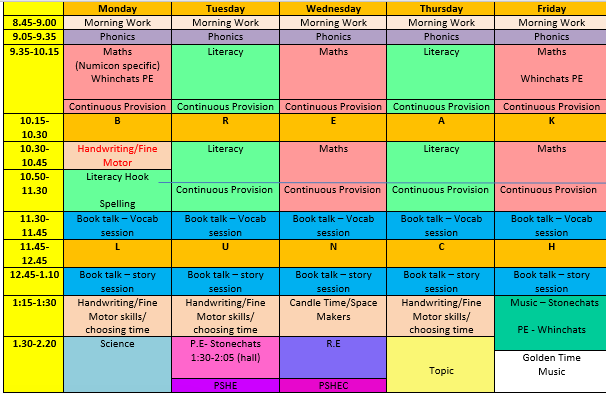 Monday Tuesday Wednesday Thursday Friday
8.45-9.00 Morning Work Morning Work Morning Work Morning Work Morning Work
9.05-9.35 Phonics Phonics Phonics Phonics Phonics
9.35-10.15 Maths Literacy Maths Literacy Maths
(Numicon specific)
Whinchats PE Whinchats PE
Continuous Provision Continuous Provision Continuous Provision Continuous Provision Continuous Provision
10.15- B R E A K
10.30
10.30- Handwriting/Fine Literacy Maths Literacy Maths
10.45 Motor
10.50- Literacy Hook Continuous Provision Continuous Provision Continuous Provision Continuous Provision
11.30 Spelling
11.30- Book talk – Vocab Book talk – Vocab Book talk – Vocab Book talk – Vocab Book talk – Vocab
11.45 session session session session session
11.45- L U N C H
12.45
12.45-1.10 Book talk – story Book talk – story Book talk – story Book talk – story Book talk – story
session session session session session
1:15-1:30 Handwriting/Fine Handwriting/Fine Candle Time/Space Handwriting/Fine Music – Stonechats
Motor skills/ Motor skills/ Makers Motor skills/
choosing time choosing time choosing time PE - Whinchats
1.30-2.20 Science P.E- Stonechats R.E Topic Golden Time
1:30-2:05 (hall) Music
PSHE PSHEC